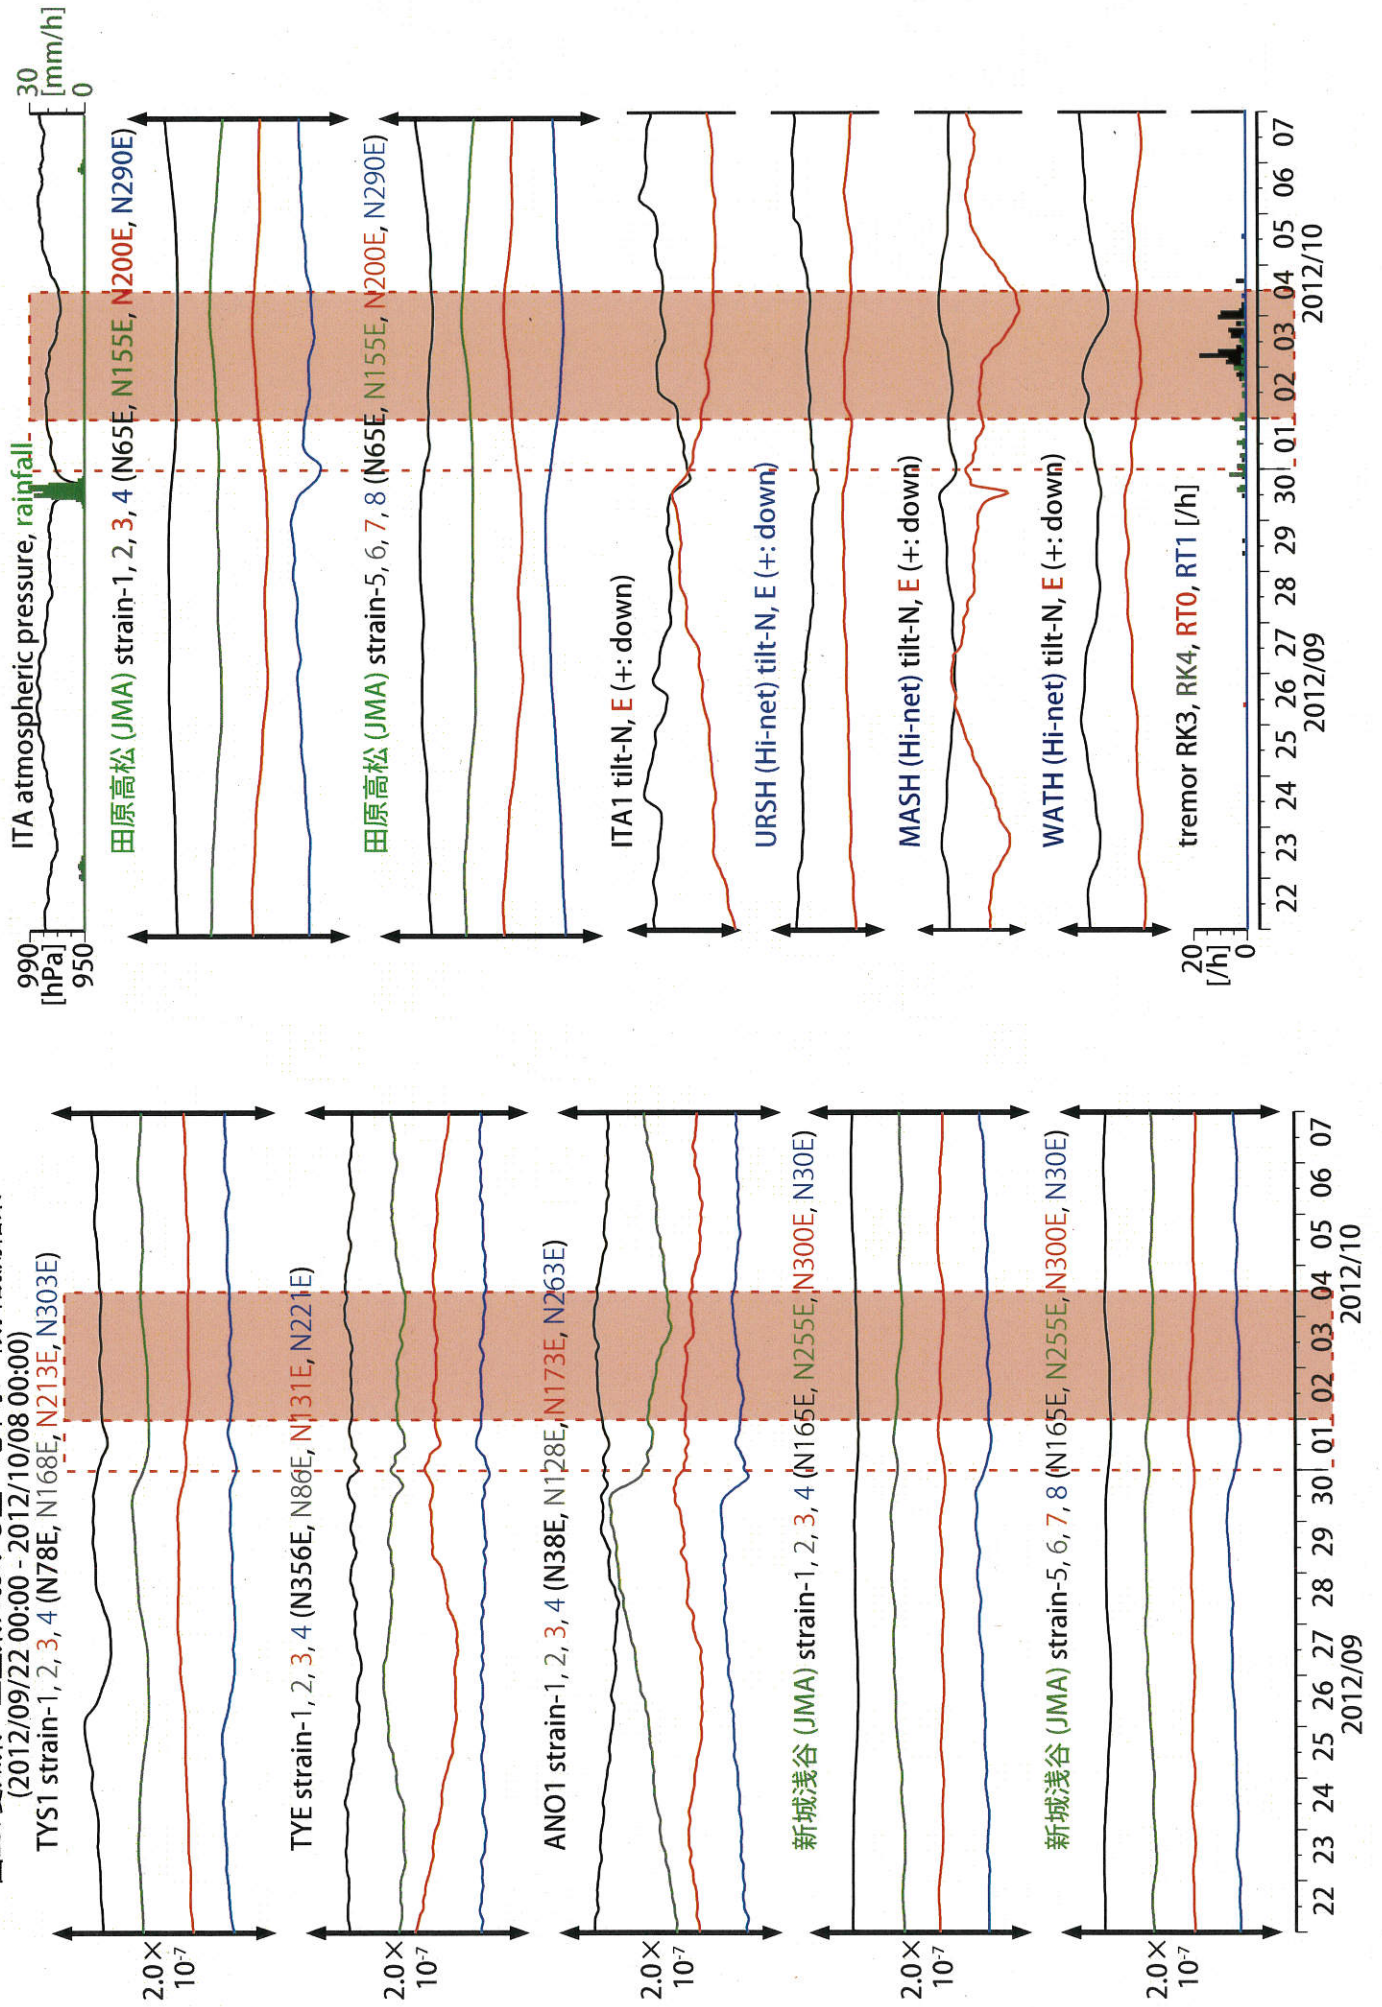 (2012/09/22 00:00 - 2012/10/08 00:00)
TYS1 strain-1, 2, 3, 4 (N78E, N168E, N213E, N303E)
2.0×
10-7
TYE strain-1, 2, 3, 4 (N356E, N86E, N131E, N221E)
2.0×
10-7
ANO1 strain-1, 2, 3, 4 (N38E, N128E, N173E, N263E)
2.0×
10-7
新城浅谷 (JMA) strain-1, 2, 3, 4 (N165E, N255E, N300E, N30E)
2.0×
10-7
新城浅谷 (JMA) strain-5, 6, 7, 8 (N165E, N255E, N300E, N30E)
2.0×
10-7
22 23 24 25 26 27 28 29 30 01 02 03 04 05 06 07
2012/09 2012/10
ITA atmospheric pressure, rainfall
990
[hPa]
950
30
[mm/h]
0
田原高松 (JMA) strain-1, 2, 3, 4 (N65E, N155E, N200E, N290E)
田原高松 (JMA) strain-5, 6, 7, 8 (N65E, N155E, N200E, N290E)
ITA1 tilt-N, E (+: down)
URSH (Hi-net) tilt-N, E (+: down)
MASH (Hi-net) tilt-N, E (+: down)
WATH (Hi-net) tilt-N, E (+: down)
tremor RK3, RK4, RT0, RT1 [/h]
20
[/h]
0
22 23 24 25 26 27 28 29 30 01 02 03 04 05 06 07
2012/09 2012/10